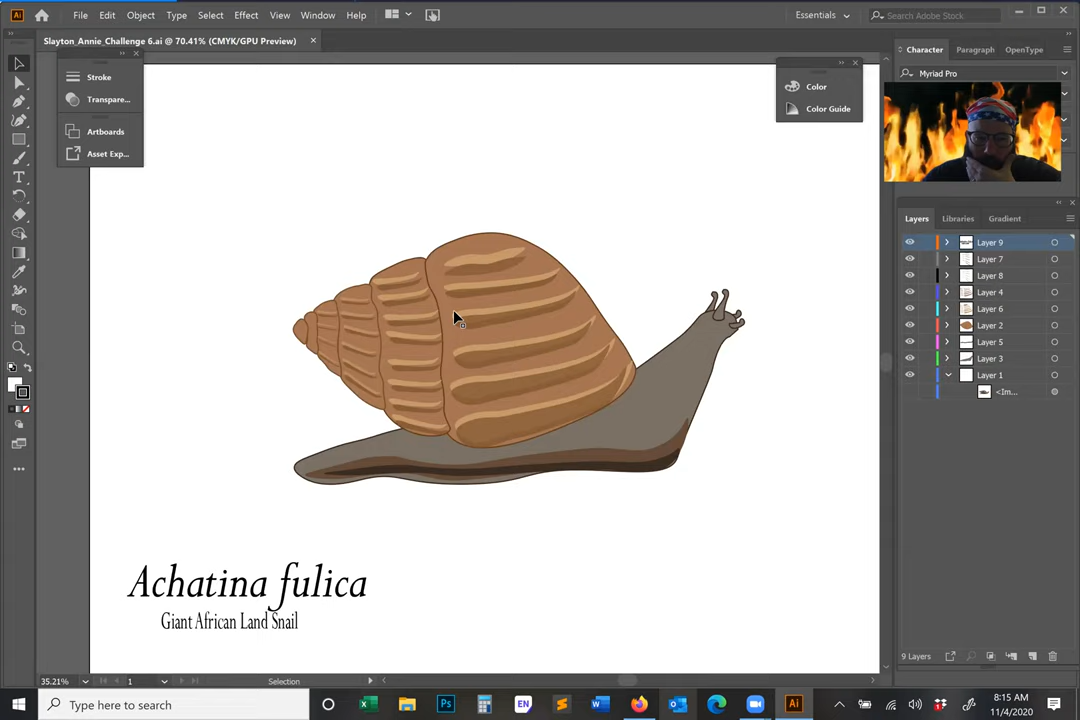 Ai File Edit Object Type Select Effect View Window Help Essentials Search Adobe Stock
Slayton_Annie_Challenge 6.ai @ 70.41% (CMYK/GPU Preview) ×
Character Paragraph OpenType
Myriad Pro
Stroke
Transpare...
Artboards
Asset Exp...
Color
Color Guide
Layers Libraries Gradient
Layer 9
Layer 7
Layer 8
Layer 4
Layer 6
Layer 2
Layer 5
Layer 3
Layer 1
<Im...
Achatina fulica
Giant African Land Snail
9 Layers
35.21% 1 Selection
Type here to search
Ps EN Ai
8:15 AM
11/4/2020